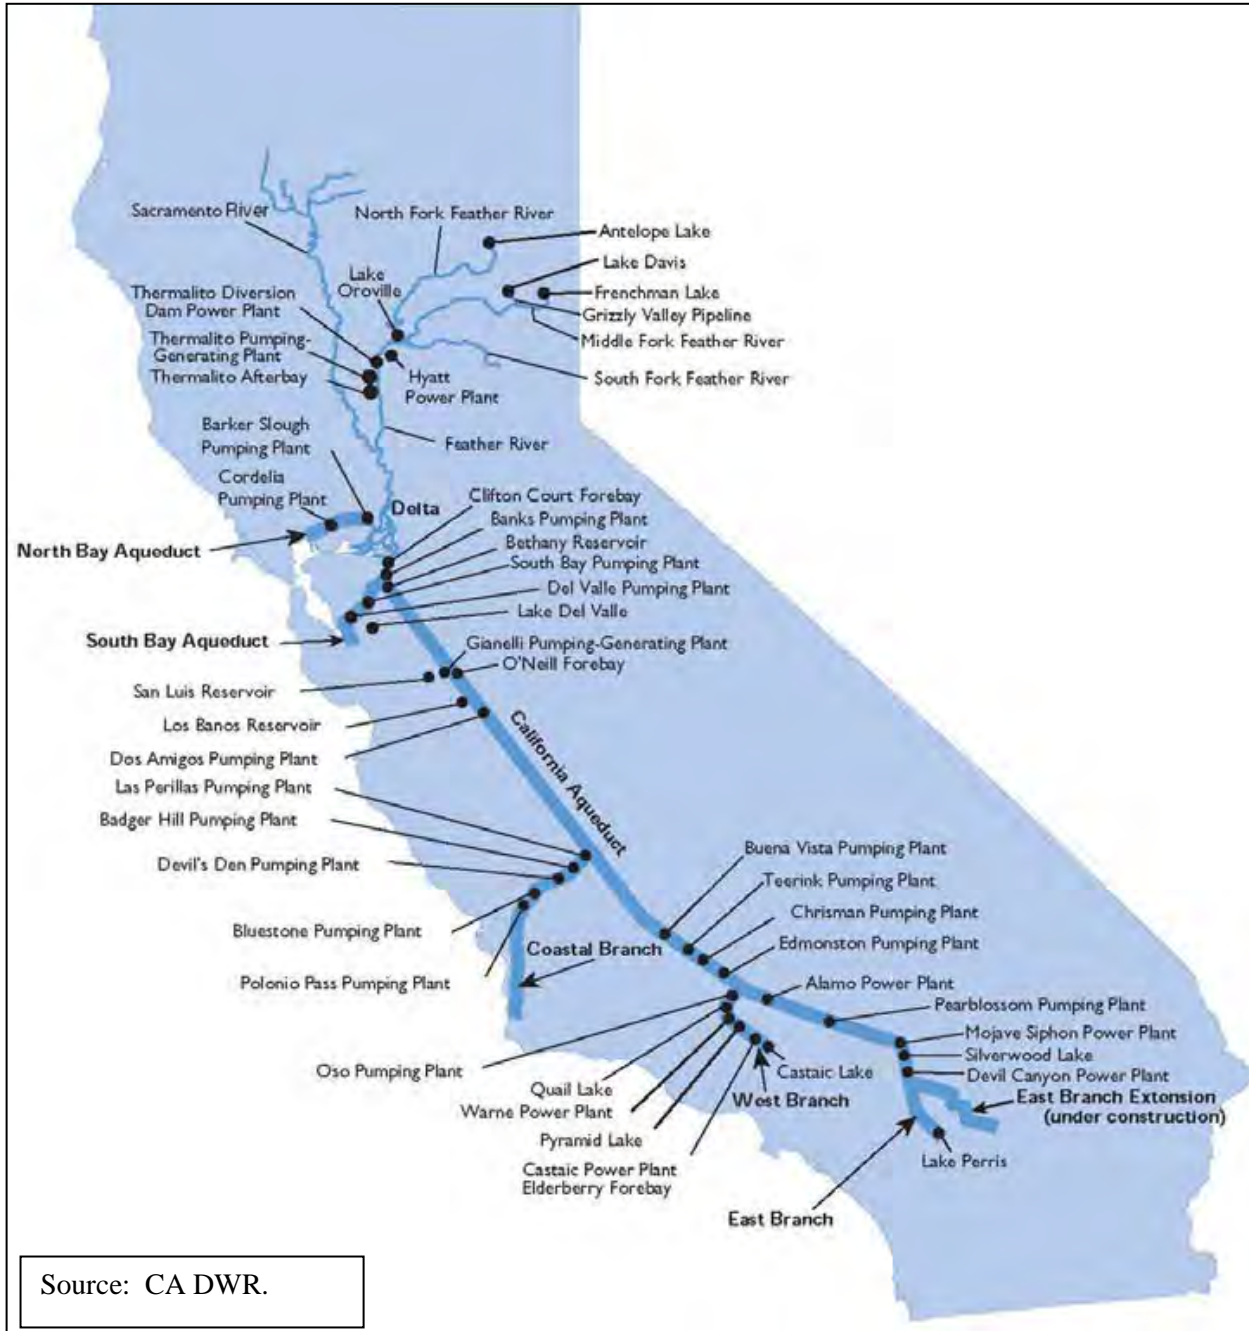 Sacramento River
North Fork Feather River
Antelope Lake
Lake Davis
Lake
Oroville
Frenchman Lake
Thermalito Diversion
Dam Power Plant
Grizzly Valley Pipeline
Middle Fork Feather River
Thermalito Pumping-
Generating Plant
Thermalito Afterbay
Hyatt
Power Plant
South Fork Feather River
Barker Slough
Pumping Plant
Feather River
Cordelia
Pumping Plant
Delta
Clifton Court Forebay
Banks Pumping Plant
North Bay Aqueduct
Bethany Reservoir
South Bay Pumping Plant
Del Valle Pumping Plant
Lake Del Valle
South Bay Aqueduct
Gianelli Pumping-Generating Plant
O'Neill Forebay
San Luis Reservoir
Los Banos Reservoir
California Aqueduct
Dos Amigos Pumping Plant
Las Perillas Pumping Plant
Badger Hill Pumping Plant
Devil's Den Pumping Plant
Buena Vista Pumping Plant
Teerink Pumping Plant
Chrisman Pumping Plant
Bluestone Pumping Plant
Coastal Branch
Edmonston Pumping Plant
Polonio Pass Pumping Plant
Alamo Power Plant
Pearblossom Pumping Plant
Mojave Siphon Power Plant
Silverwood Lake
Oso Pumping Plant
Castaic Lake
Devil Canyon Power Plant
Quail Lake
West Branch
East Branch Extension
(under construction)
Warne Power Plant
Pyramid Lake
Lake Perris
Castaic Power Plant
Elderberry Forebay
East Branch
Source: CA DWR.